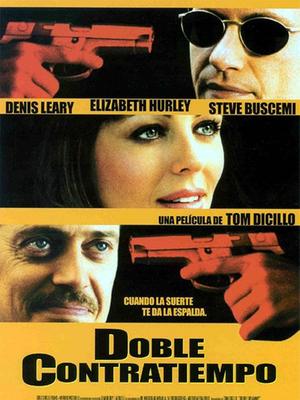 DENIS LEARY ELIZABETH HURLEY STEVE BUSCEMI
UNA PELÍCULA DE TOM DICILLO
CUANDO LA SUERTE
TE DA LA ESPALDA.
DOBLE
CONTRATIEMPO